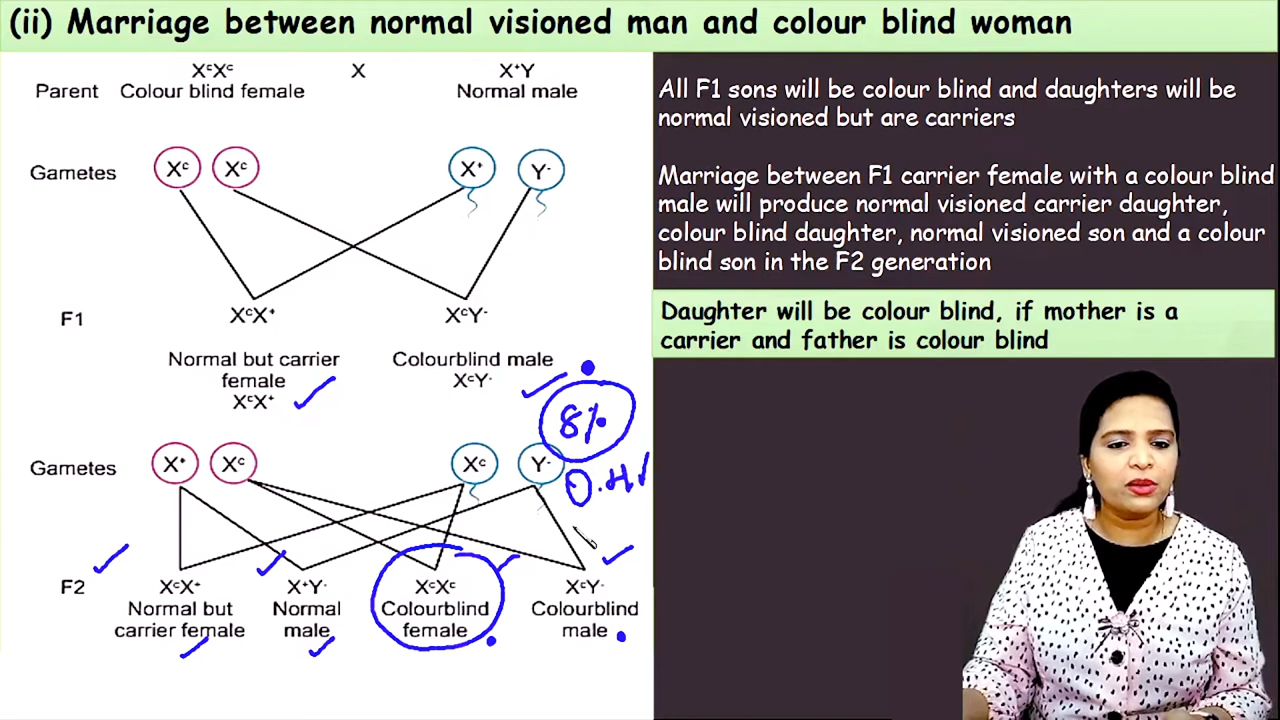 (ii) Marriage between normal visioned man and colour blind woman
XᶜXᶜ X X⁺Y
Parent Colour blind female Normal male
Gametes Xᶜ Xᶜ X⁺ Y⁻
F1 XᶜX⁺ XᶜY⁻
Normal but carrier female
XᶜX⁺
Colourblind male
XᶜY⁻
8%
Gametes X⁺ Xᶜ Xᶜ Y⁻
F2 XᶜX⁺ X⁺Y⁻ XᶜXᶜ XᶜY⁻
Normal but Normal Colourblind Colourblind
carrier female male female male
All F1 sons will be colour blind and daughters will be
normal visioned but are carriers
Marriage between F1 carrier female with a colour blind
male will produce normal visioned carrier daughter,
colour blind daughter, normal visioned son and a colour
blind son in the F2 generation
Daughter will be colour blind, if mother is a
carrier and father is colour blind